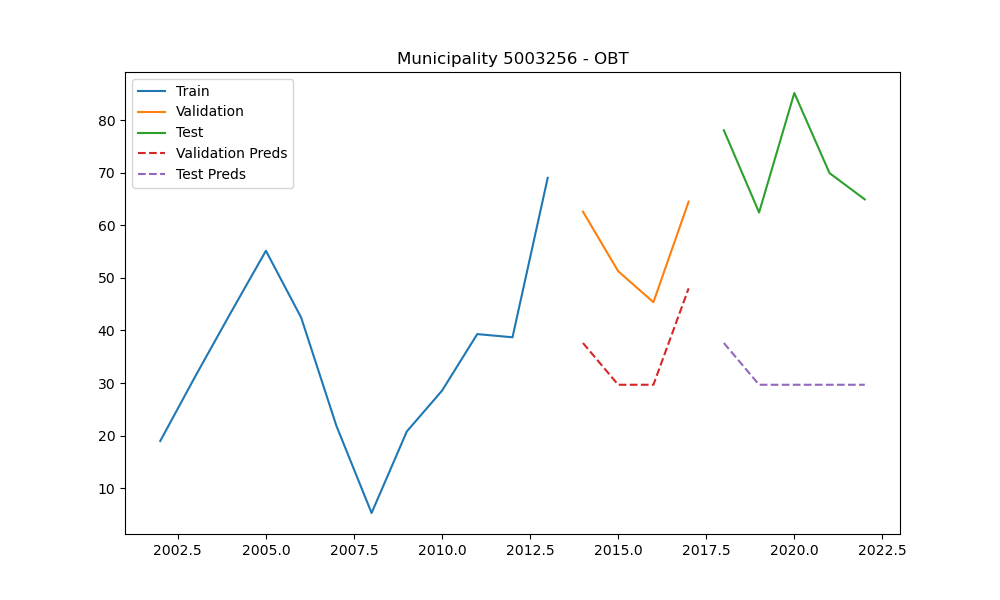 Municipality 5003256 - OBT
Train
Validation
Test
Validation Preds
Test Preds
80
70
60
50
40
30
20
10
2002.5 2005.0 2007.5 2010.0 2012.5 2015.0 2017.5 2020.0 2022.5